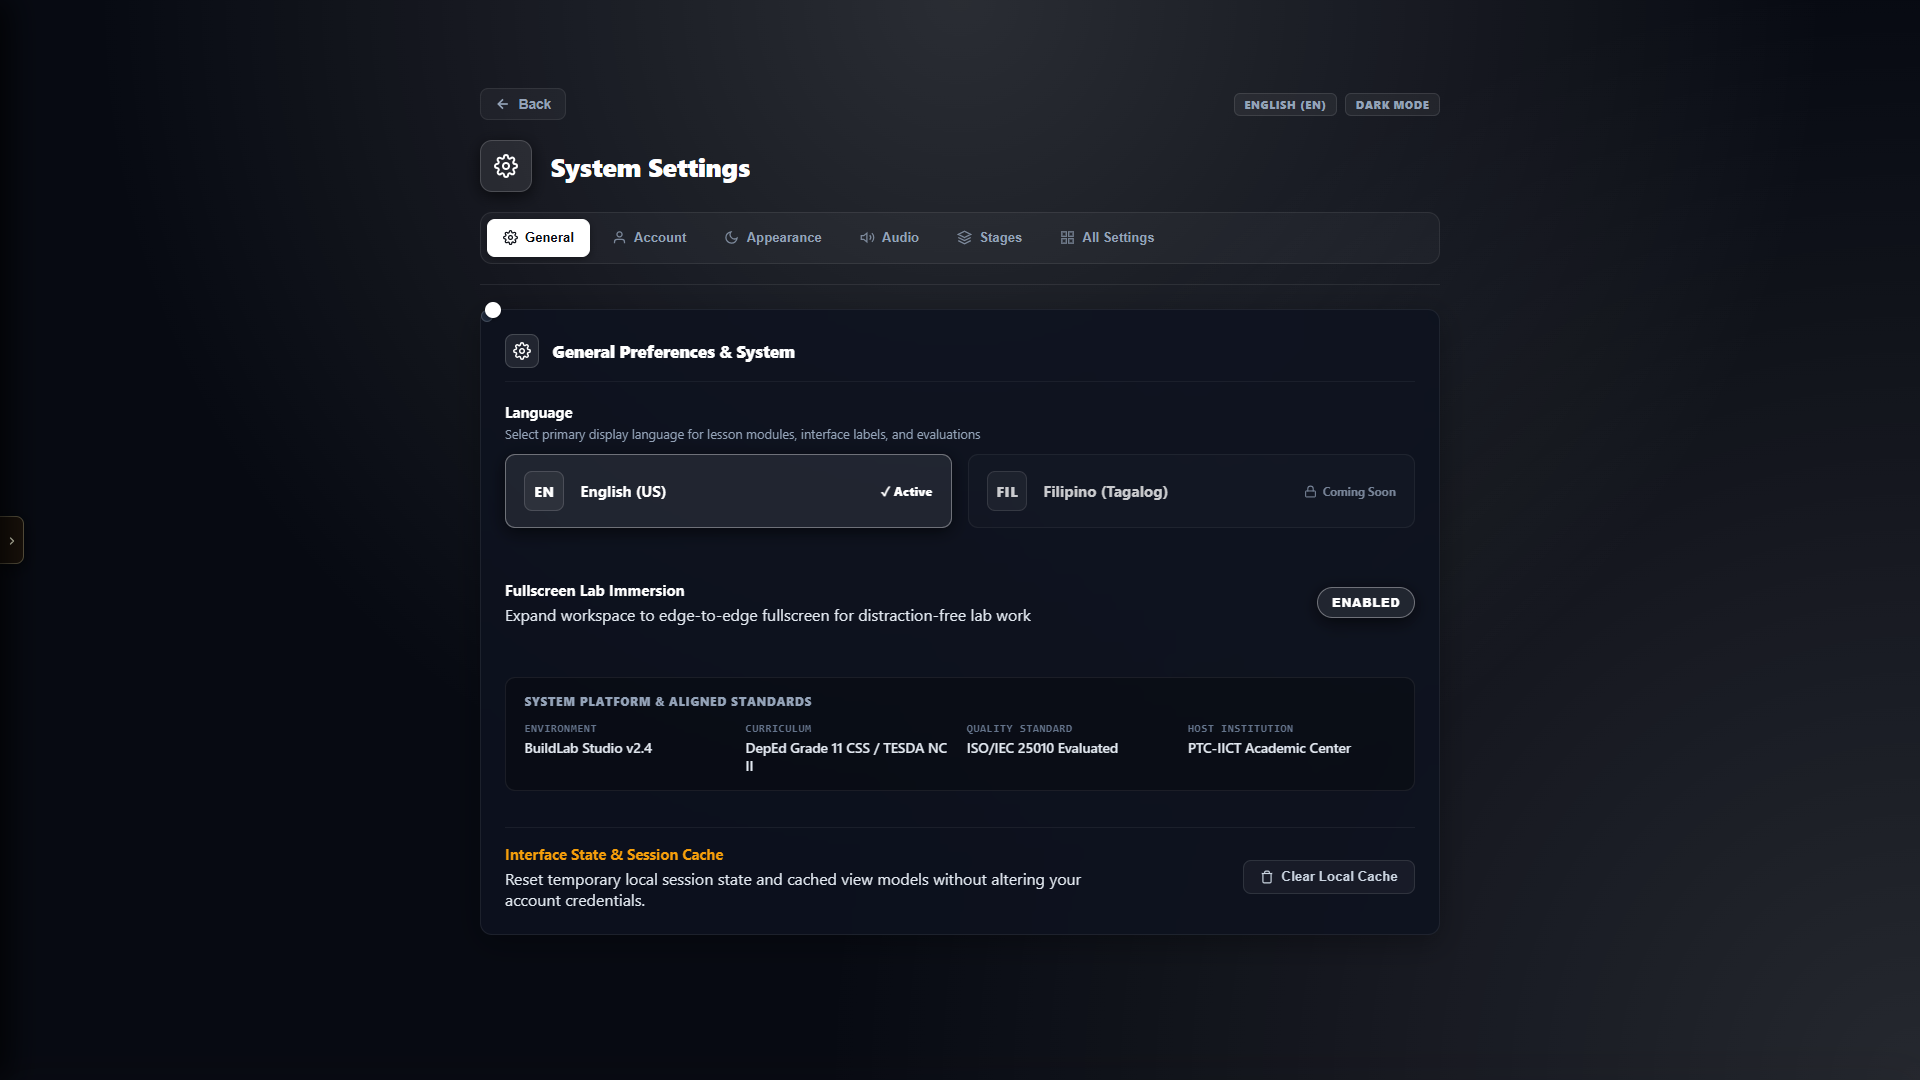 Back
ENGLISH (EN)
DARK MODE
System Settings
General
Account
Appearance
Audio
Stages
All Settings
General Preferences & System
Language
Select primary display language for lesson modules, interface labels, and evaluations
EN
English (US)
✓ Active
FIL
Filipino (Tagalog)
Coming Soon
Fullscreen Lab Immersion
Expand workspace to edge-to-edge fullscreen for distraction-free lab work
ENABLED
SYSTEM PLATFORM & ALIGNED STANDARDS
ENVIRONMENT
BuildLab Studio v2.4
CURRICULUM
DepEd Grade 11 CSS / TESDA NC
II
QUALITY STANDARD
ISO/IEC 25010 Evaluated
HOST INSTITUTION
PTC-IICT Academic Center
Interface State & Session Cache
Reset temporary local session state and cached view models without altering your
account credentials.
Clear Local Cache